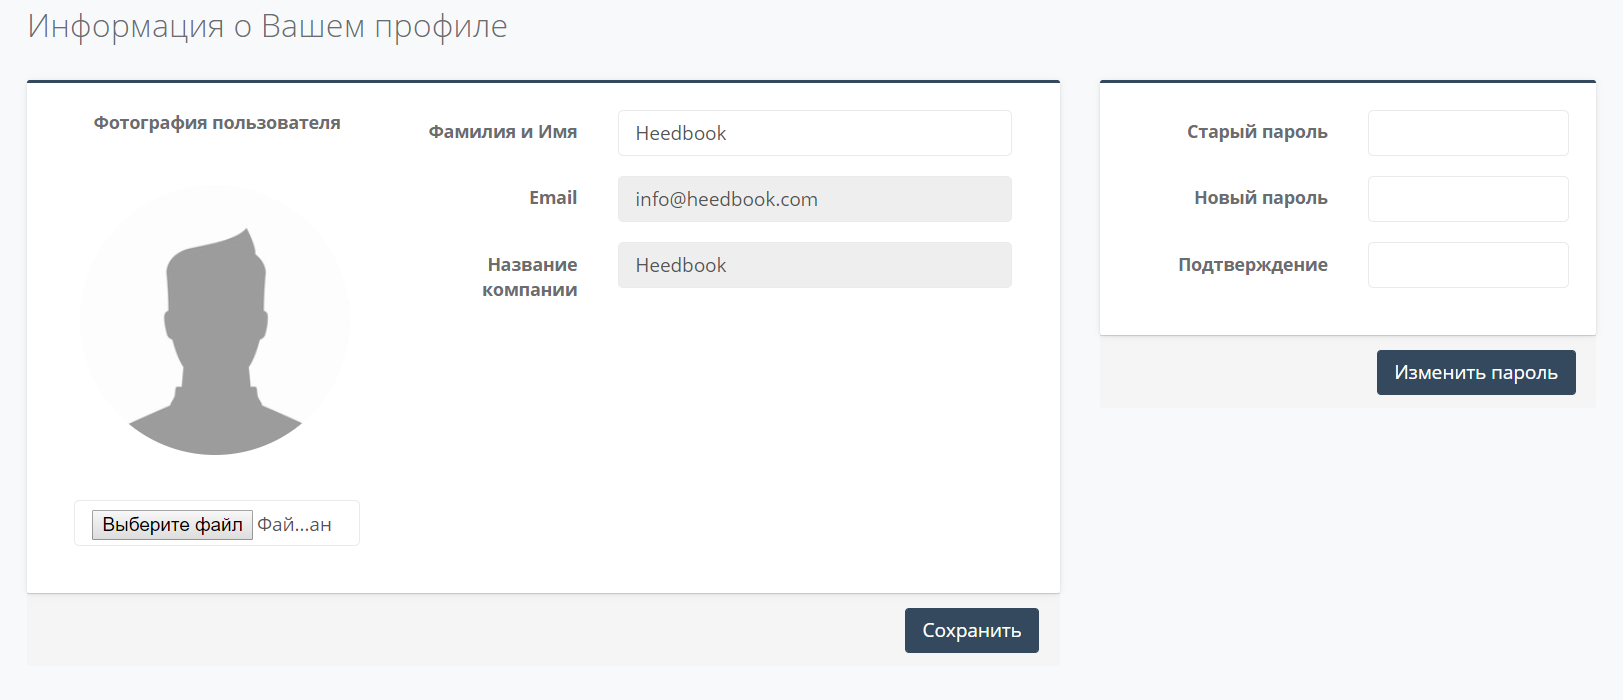 Информация о Вашем профиле
Фотография пользователя
Выберите файл Фай...ан
Фамилия и Имя Heedbook
Email info@heedbook.com
Название Heedbook
компании
Сохранить
Старый пароль
Новый пароль
Подтверждение
Изменить пароль